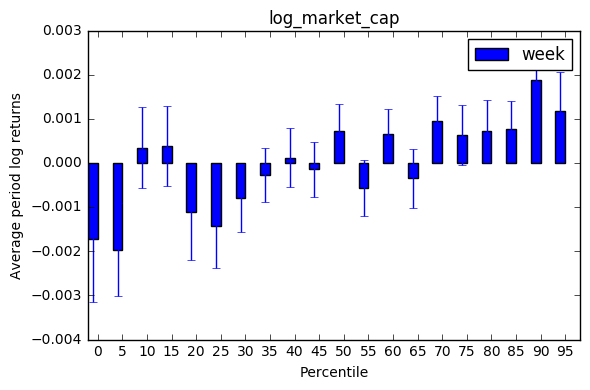 log_market_cap
week
Average period log returns
0.003
0.002
0.001
0.000
−0.001
−0.002
−0.003
−0.004
0 5 10 15 20 25 30 35 40 45 50 55 60 65 70 75 80 85 90 95
Percentile